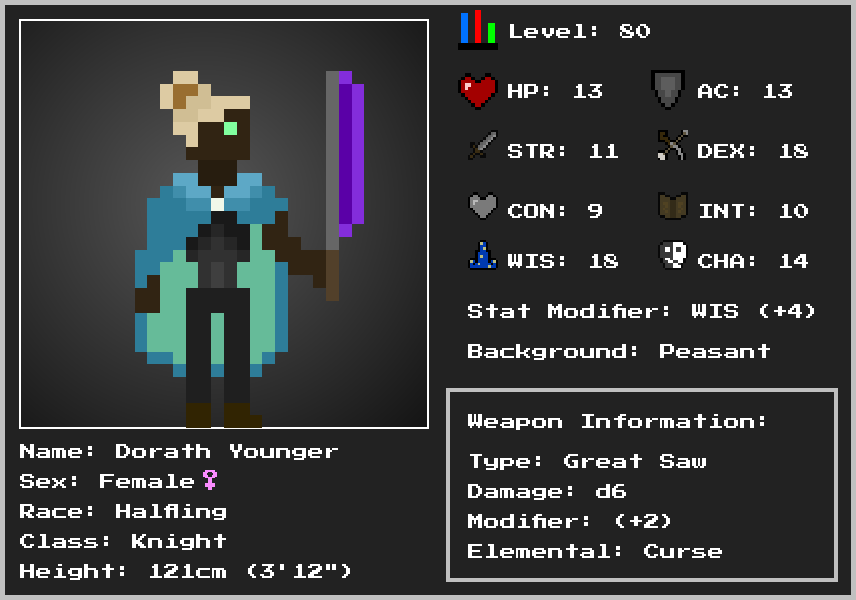 Level: 80
HP: 13
AC: 13
STR: 11
DEX: 18
CON: 9
INT: 10
WIS: 18
CHA: 14
Stat Modifier: WIS (+4)
Background: Peasant
Weapon Information:
Type: Great Saw
Damage: d6
Modifier: (+2)
Elemental: Curse
Name: Dorath Younger
Sex: Female♀
Race: Halfling
Class: Knight
Height: 121cm (3'12")